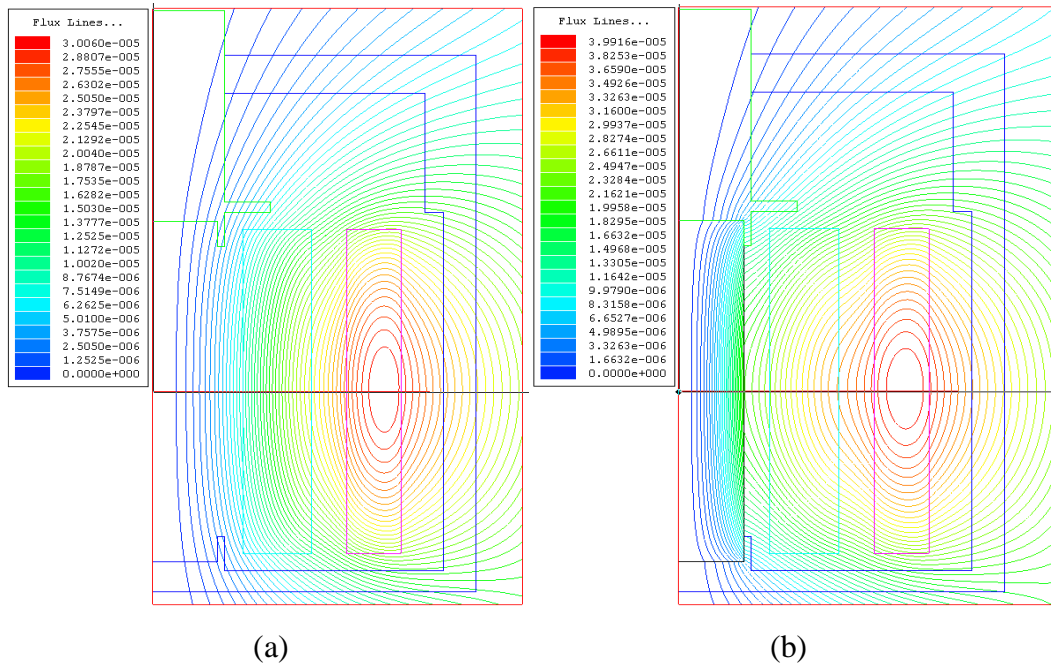 Flux Lines...
3.0060e-005
2.8807e-005
2.7555e-005
2.6302e-005
2.5050e-005
2.3797e-005
2.2545e-005
2.1292e-005
2.0040e-005
1.8787e-005
1.7535e-005
1.6282e-005
1.5030e-005
1.3777e-005
1.2525e-005
1.1272e-005
1.0020e-005
8.7674e-006
7.5149e-006
6.2625e-006
5.0100e-006
3.7575e-006
2.5050e-006
1.2525e-006
0.0000e+000
Flux Lines...
3.9916e-005
3.8253e-005
3.6590e-005
3.4926e-005
3.3263e-005
3.1600e-005
2.9937e-005
2.8274e-005
2.6611e-005
2.4947e-005
2.3284e-005
2.1621e-005
1.9958e-005
1.8295e-005
1.6632e-005
1.4968e-005
1.3305e-005
1.1642e-005
9.9790e-006
8.3158e-006
6.6527e-006
4.9895e-006
3.3263e-006
1.6632e-006
0.0000e+000
(a)
(b)